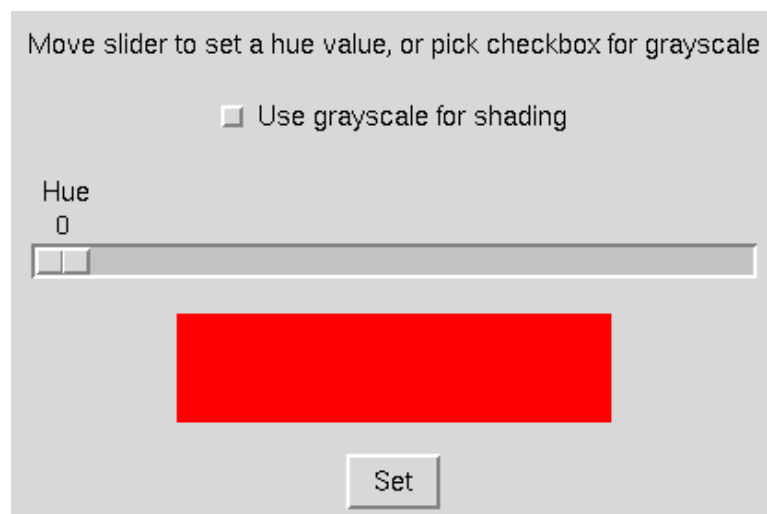 Move slider to set a hue value, or pick checkbox for grayscale
Use grayscale for shading
Hue
0
Set